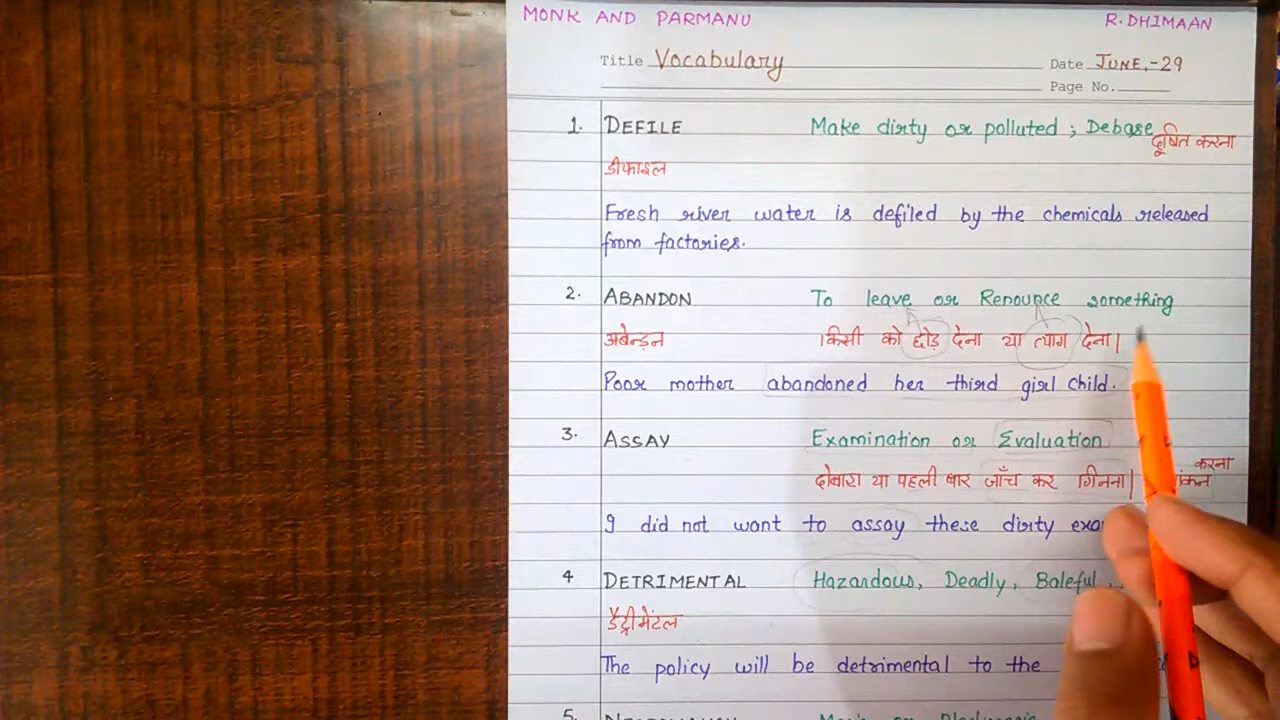 MONK AND PARMANU R. DHIMAAN
Title Vocabulary Date JUNE,-29
Page No.
1. DEFILE Make dirty or polluted ; Debase
दूषित करना
डीफाइल
Fresh river water is defiled by the chemicals released
from factories.
2. ABANDON To leave or Renounce something
अबेन्ड़न किसी को छोड़ देना या त्याग देना|
Poor mother abandoned her third girl child.
3. ASSAY Examination or Evaluation
करना
दोबारा या पहली बार जाँच कर गिनना|
I did not want to assay these dirty
4 DETRIMENTAL Hazardous, Deadly, Baleful
डैट्रीमेंटल
The policy will be detrimental to the
5.